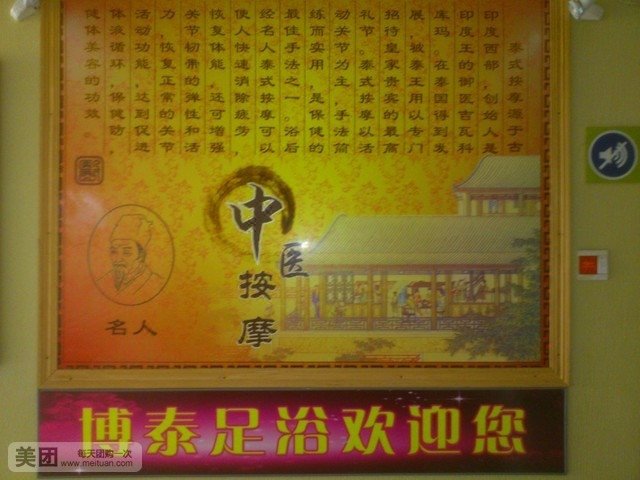 泰式按摩源于古
印度西部，创始人是
印度王的御医吉瓦科
库玛。在泰国得到发
展，被泰王用以专门
招待皇家贵宾的最高
礼节。泰式按摩以活
动关节为主，手法简
练而实用，是保健的
最佳手法之一。浴后
经名人泰式按摩可以
使人快速消除疲劳，
恢复体能，还可增强
关节韧带的弹性和活
力，恢复正常的关节
活动功能，达到促进
体液循环，保健防，
健体美容的功效。
中医按摩
名人
博泰足浴欢迎您
美团
每天团购一次
www.meituan.com